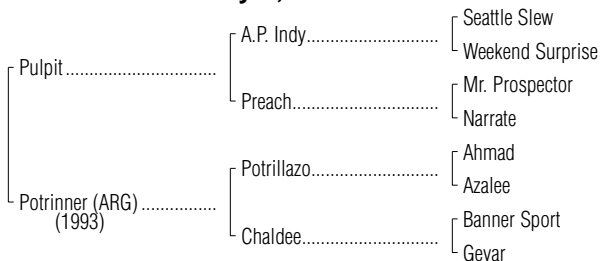 Seattle Slew
A.P. Indy
Weekend Surprise
Pulpit
Mr. Prospector
Preach
Narrate
Ahmad
Potrillazo
Azalee
Potrinner (ARG)
(1993)
Banner Sport
Chaldee
Gevar